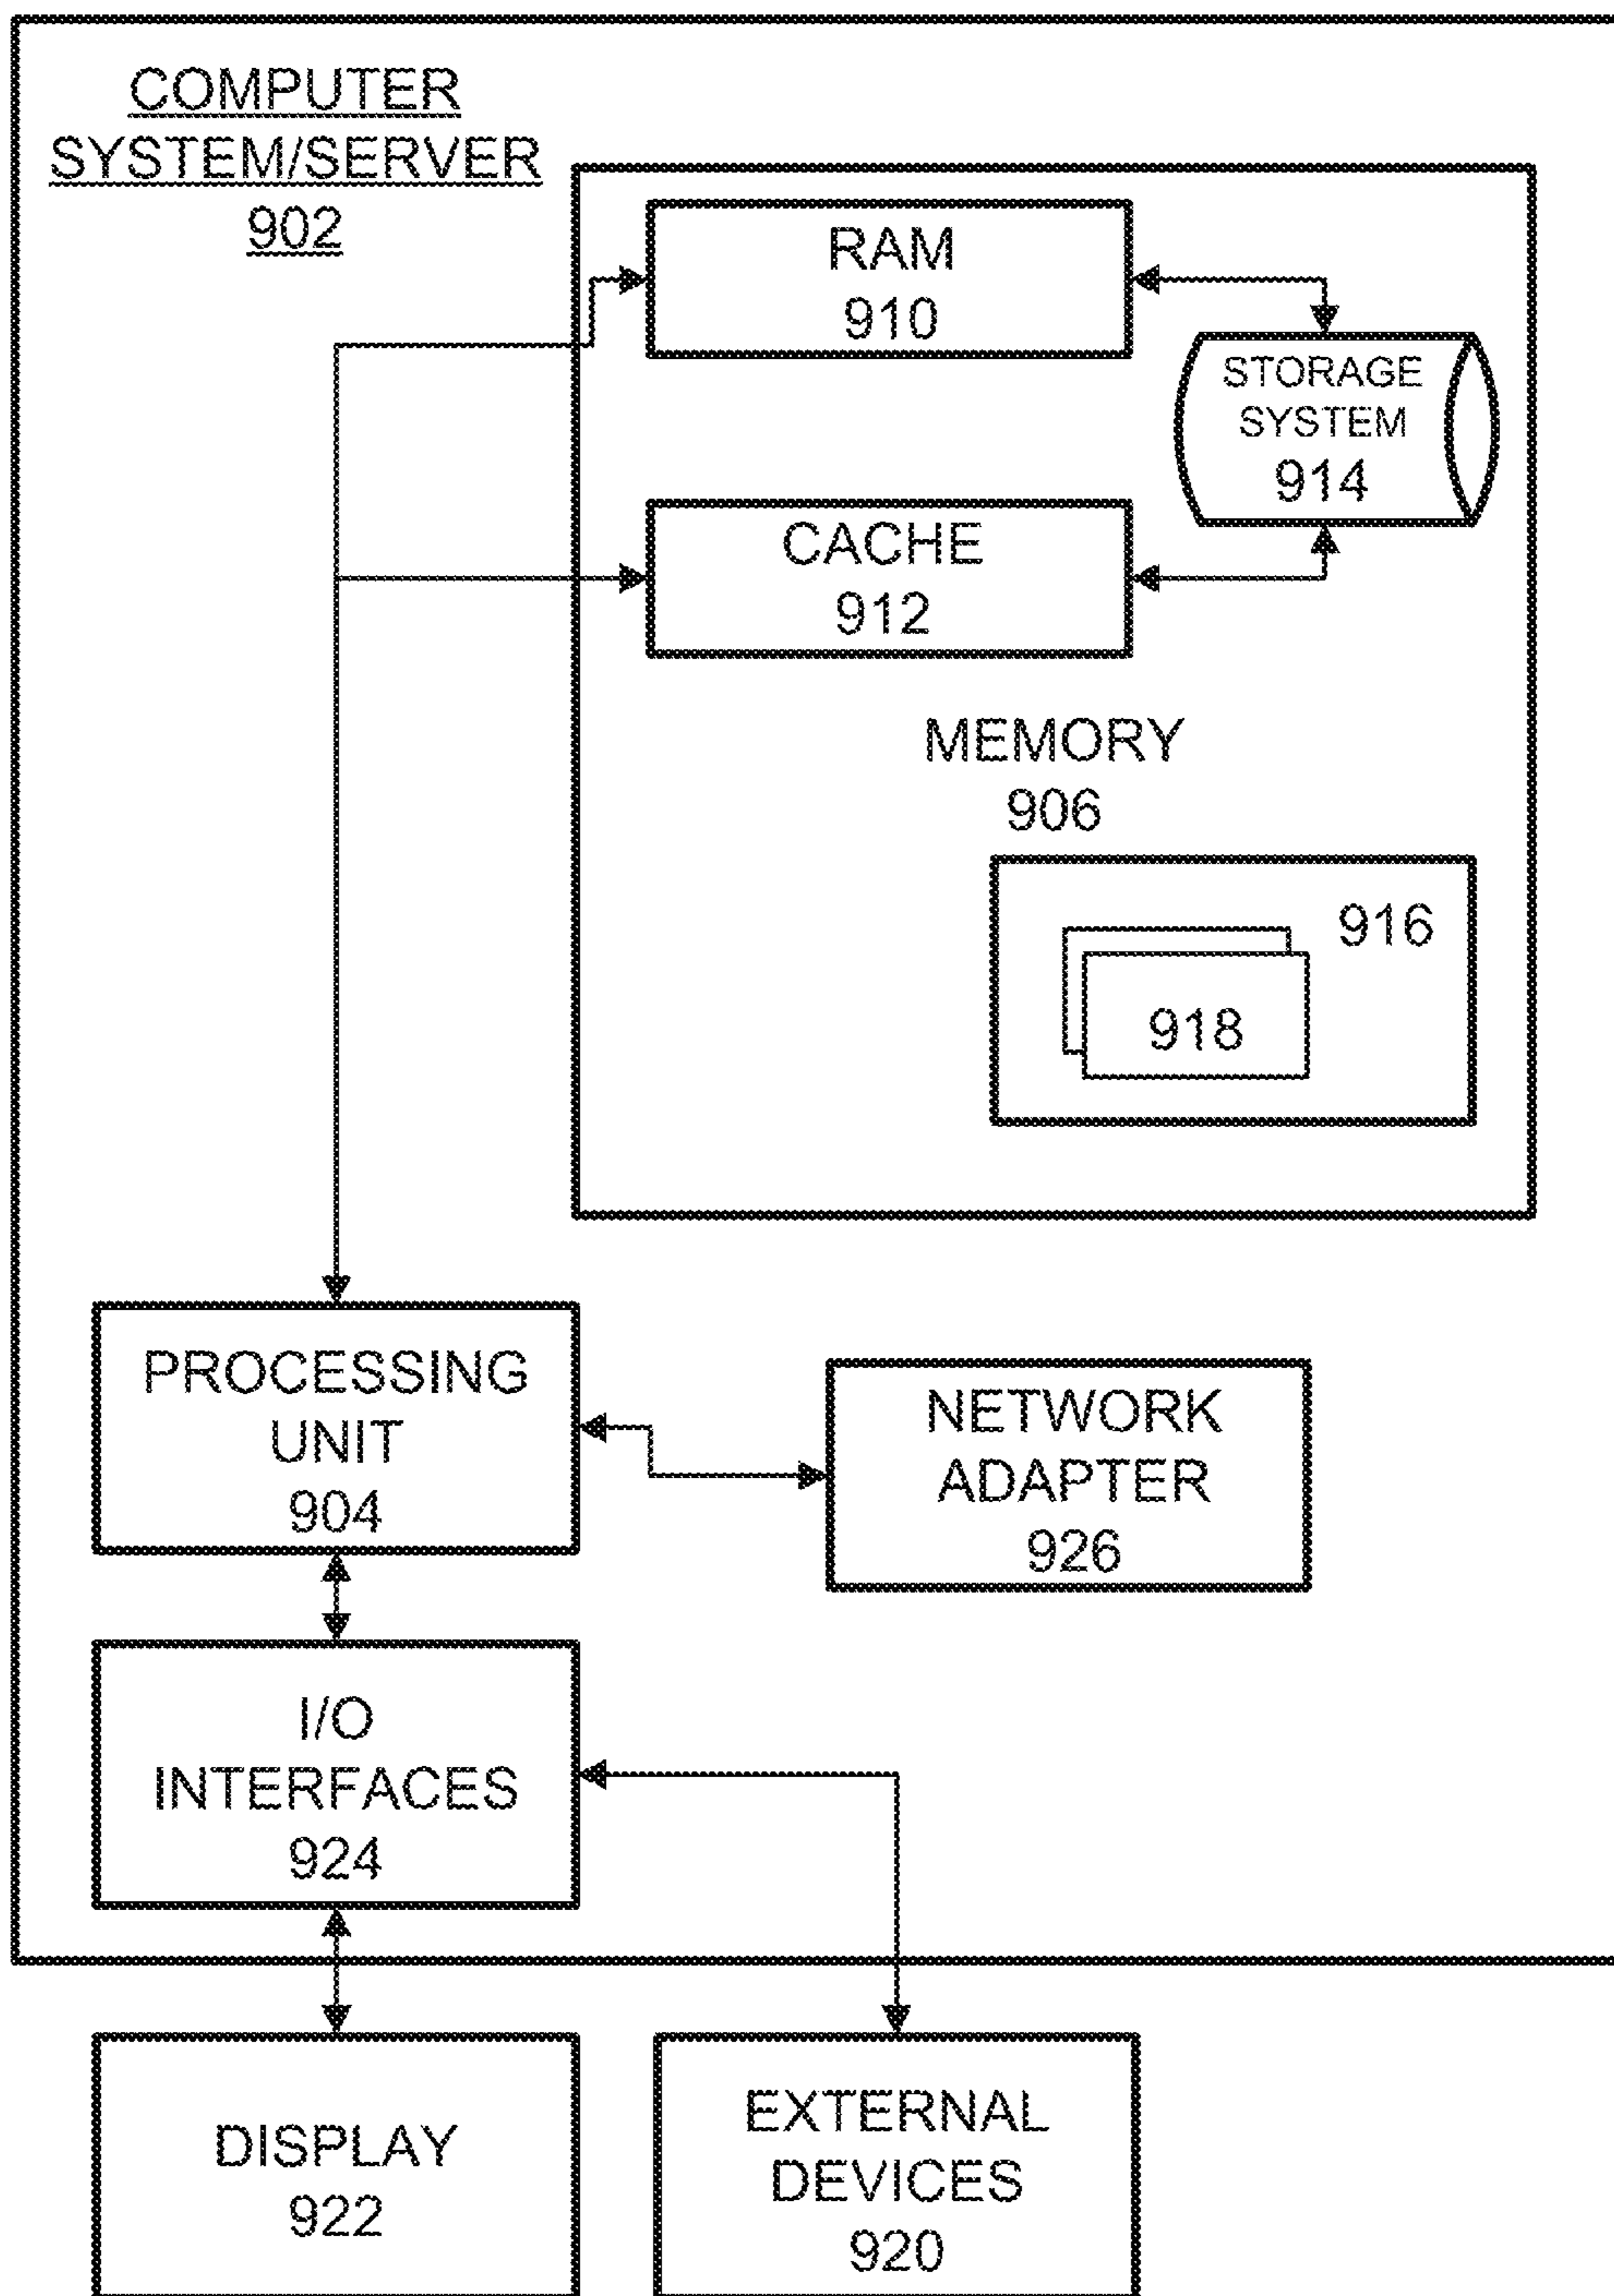 COMPUTER
SYSTEM/SERVER
902
RAM
910
STORAGE
SYSTEM
914
CACHE
912
MEMORY
906
916
918
PROCESSING
UNIT
904
NETWORK
ADAPTER
926
I/O
INTERFACES
924
DISPLAY
922
EXTERNAL
DEVICES
920